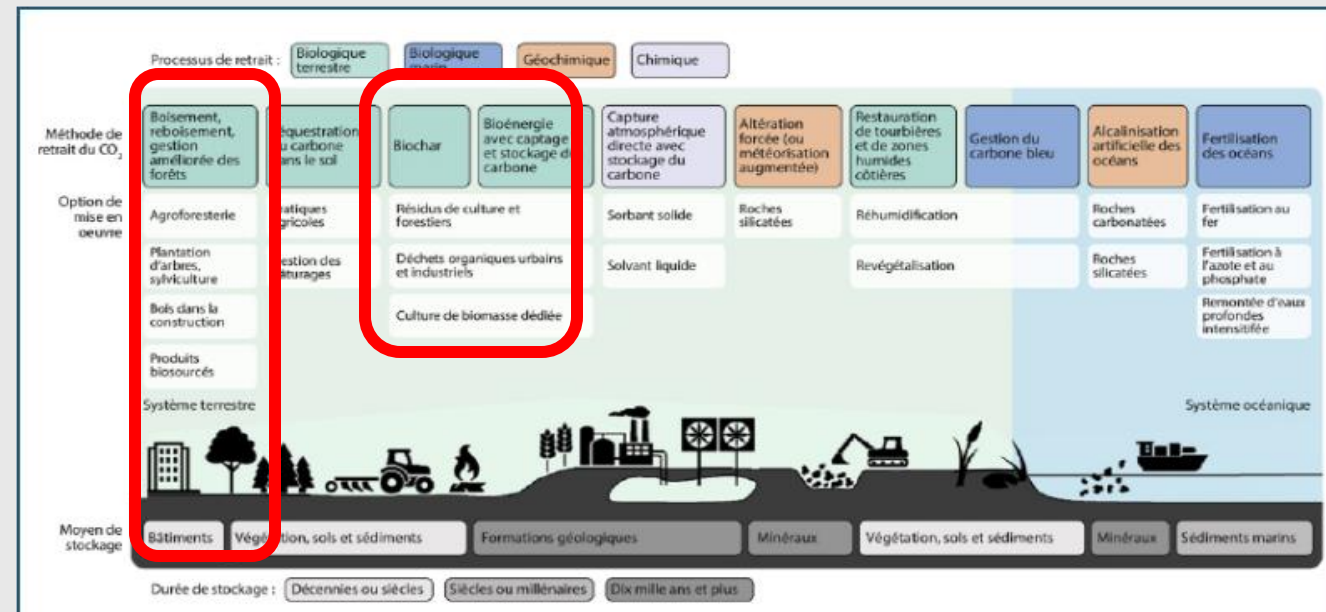 Processus de retrait :
Biologique
terrestre
Biologique
marin
Géochimique
Chimique
Méthode de
retrait du CO₂
Boisement,
reboisement,
gestion
améliorée des
forêts
équestration
u carbone
ans le sol
Biochar
Bioénergie
avec captage
et stockage du
carbone
Capture
atmosphérique
directe avec
stockage du
carbone
Altération
forcée (ou
météorisation
augmentée)
Restauration
de tourbières
et de zones
humides
côtières
Gestion du
carbone bleu
Alcalinisation
artificielle des
océans
Fertilisation
des océans
Option de
mise en
oeuvre
Agroforesterie
Plantation
d'arbres,
sylviculture
Bois dans la
construction
Produits
biosourcés
atiques
gricoles
estion des
âturages
Résidus de culture et
forestiers
Déchets organiques urbains
et industriels
Culture de biomasse dédiée
Sorbant solide
Solvant liquide
Roches
silicatées
Réhumidification
Revégétalisation
Roches
carbonatées
Roches
silicatées
Fertilisation au
fer
Fertilisation à
l'azote et au
phosphate
Remontée d'eaux
profondes
intensitifée
Système terrestre
Système océanique
Moyen de
stockage
Bâtiments
Végétation, sols et sédiments
Formations géologiques
Minéraux
Végétation, sols et sédiments
Minéraux
Sédiments marins
Durée de stockage :
Décennies ou siècles
Siècles ou millénaires
Dix mille ans et plus